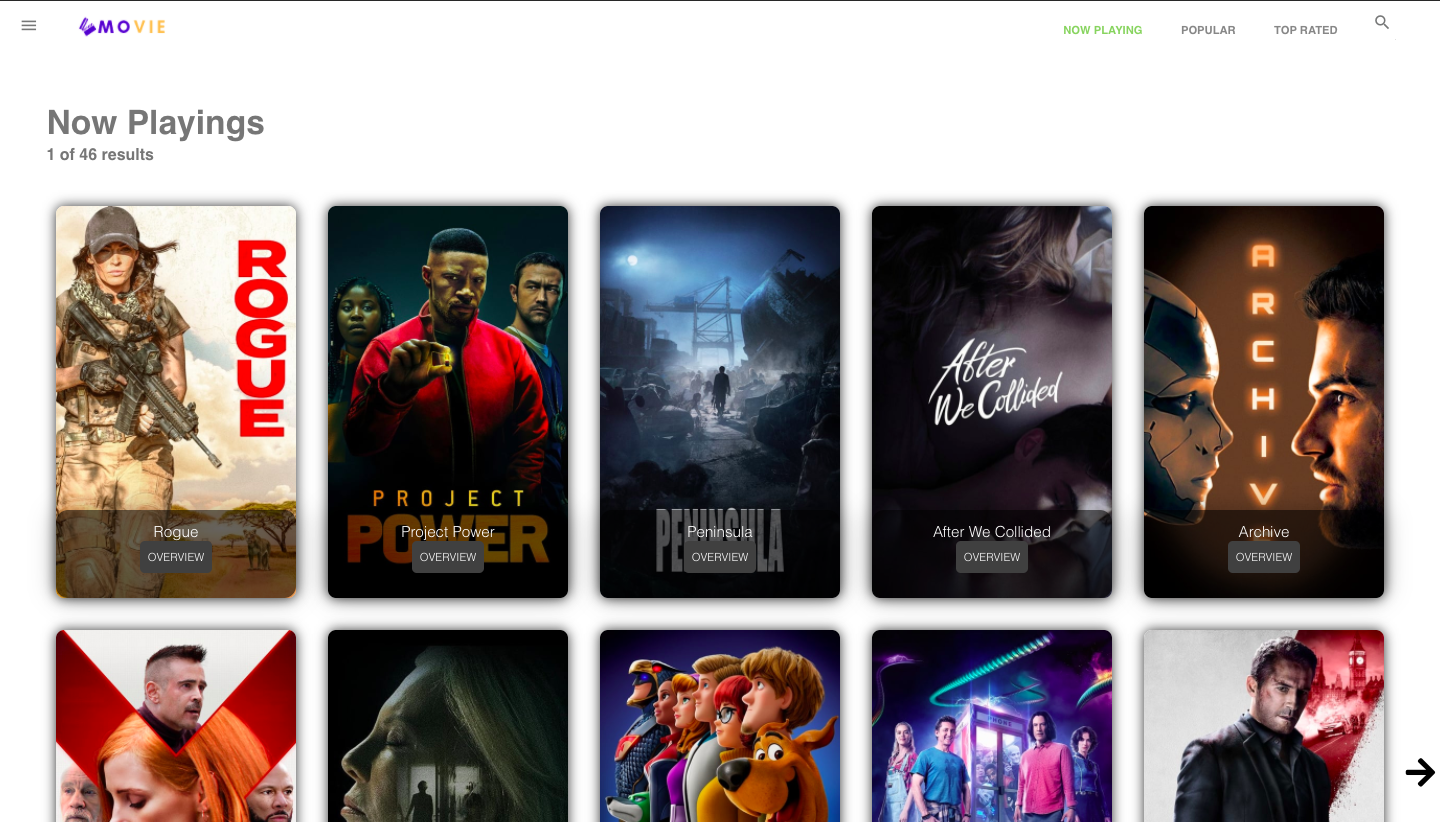 MOVIE
NOW PLAYING
POPULAR
TOP RATED
Now Playings
1 of 46 results
ROGUE
Rogue
OVERVIEW
PROJECT
POWER
Project Power
OVERVIEW
PENINSULA
Peninsula
OVERVIEW
After
We Collided
After We Collided
OVERVIEW
ARCHIV
Archive
OVERVIEW
PHONE